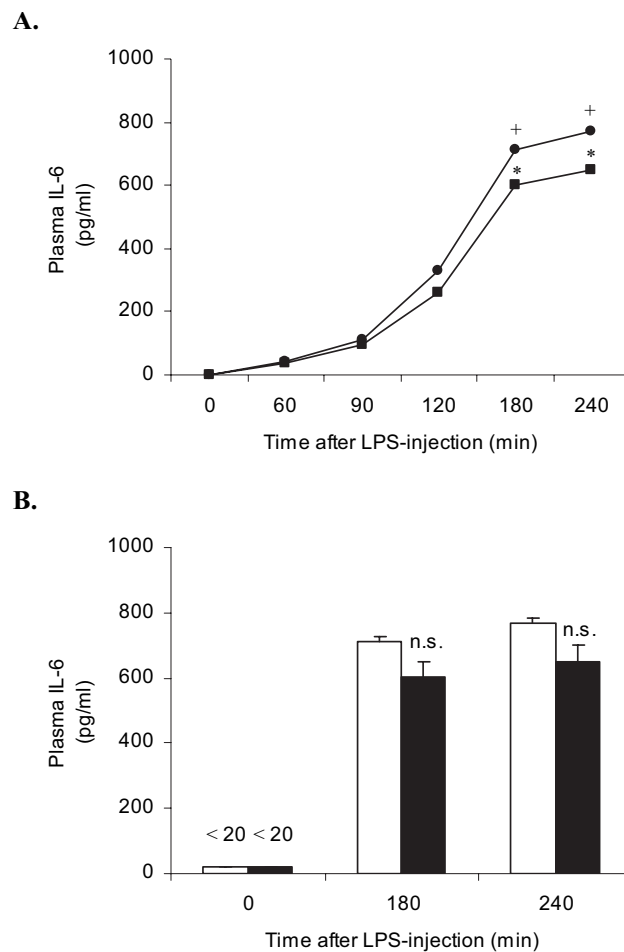 A.
1000
800
600
400
200
0
Plasma IL-6
(pg/ml)
+
+
*
*
0 60 90 120 180 240
Time after LPS-injection (min)
B.
1000
800
600
400
200
0
Plasma IL-6
(pg/ml)
n.s.
n.s.
< 20 < 20
0 180 240
Time after LPS-injection (min)